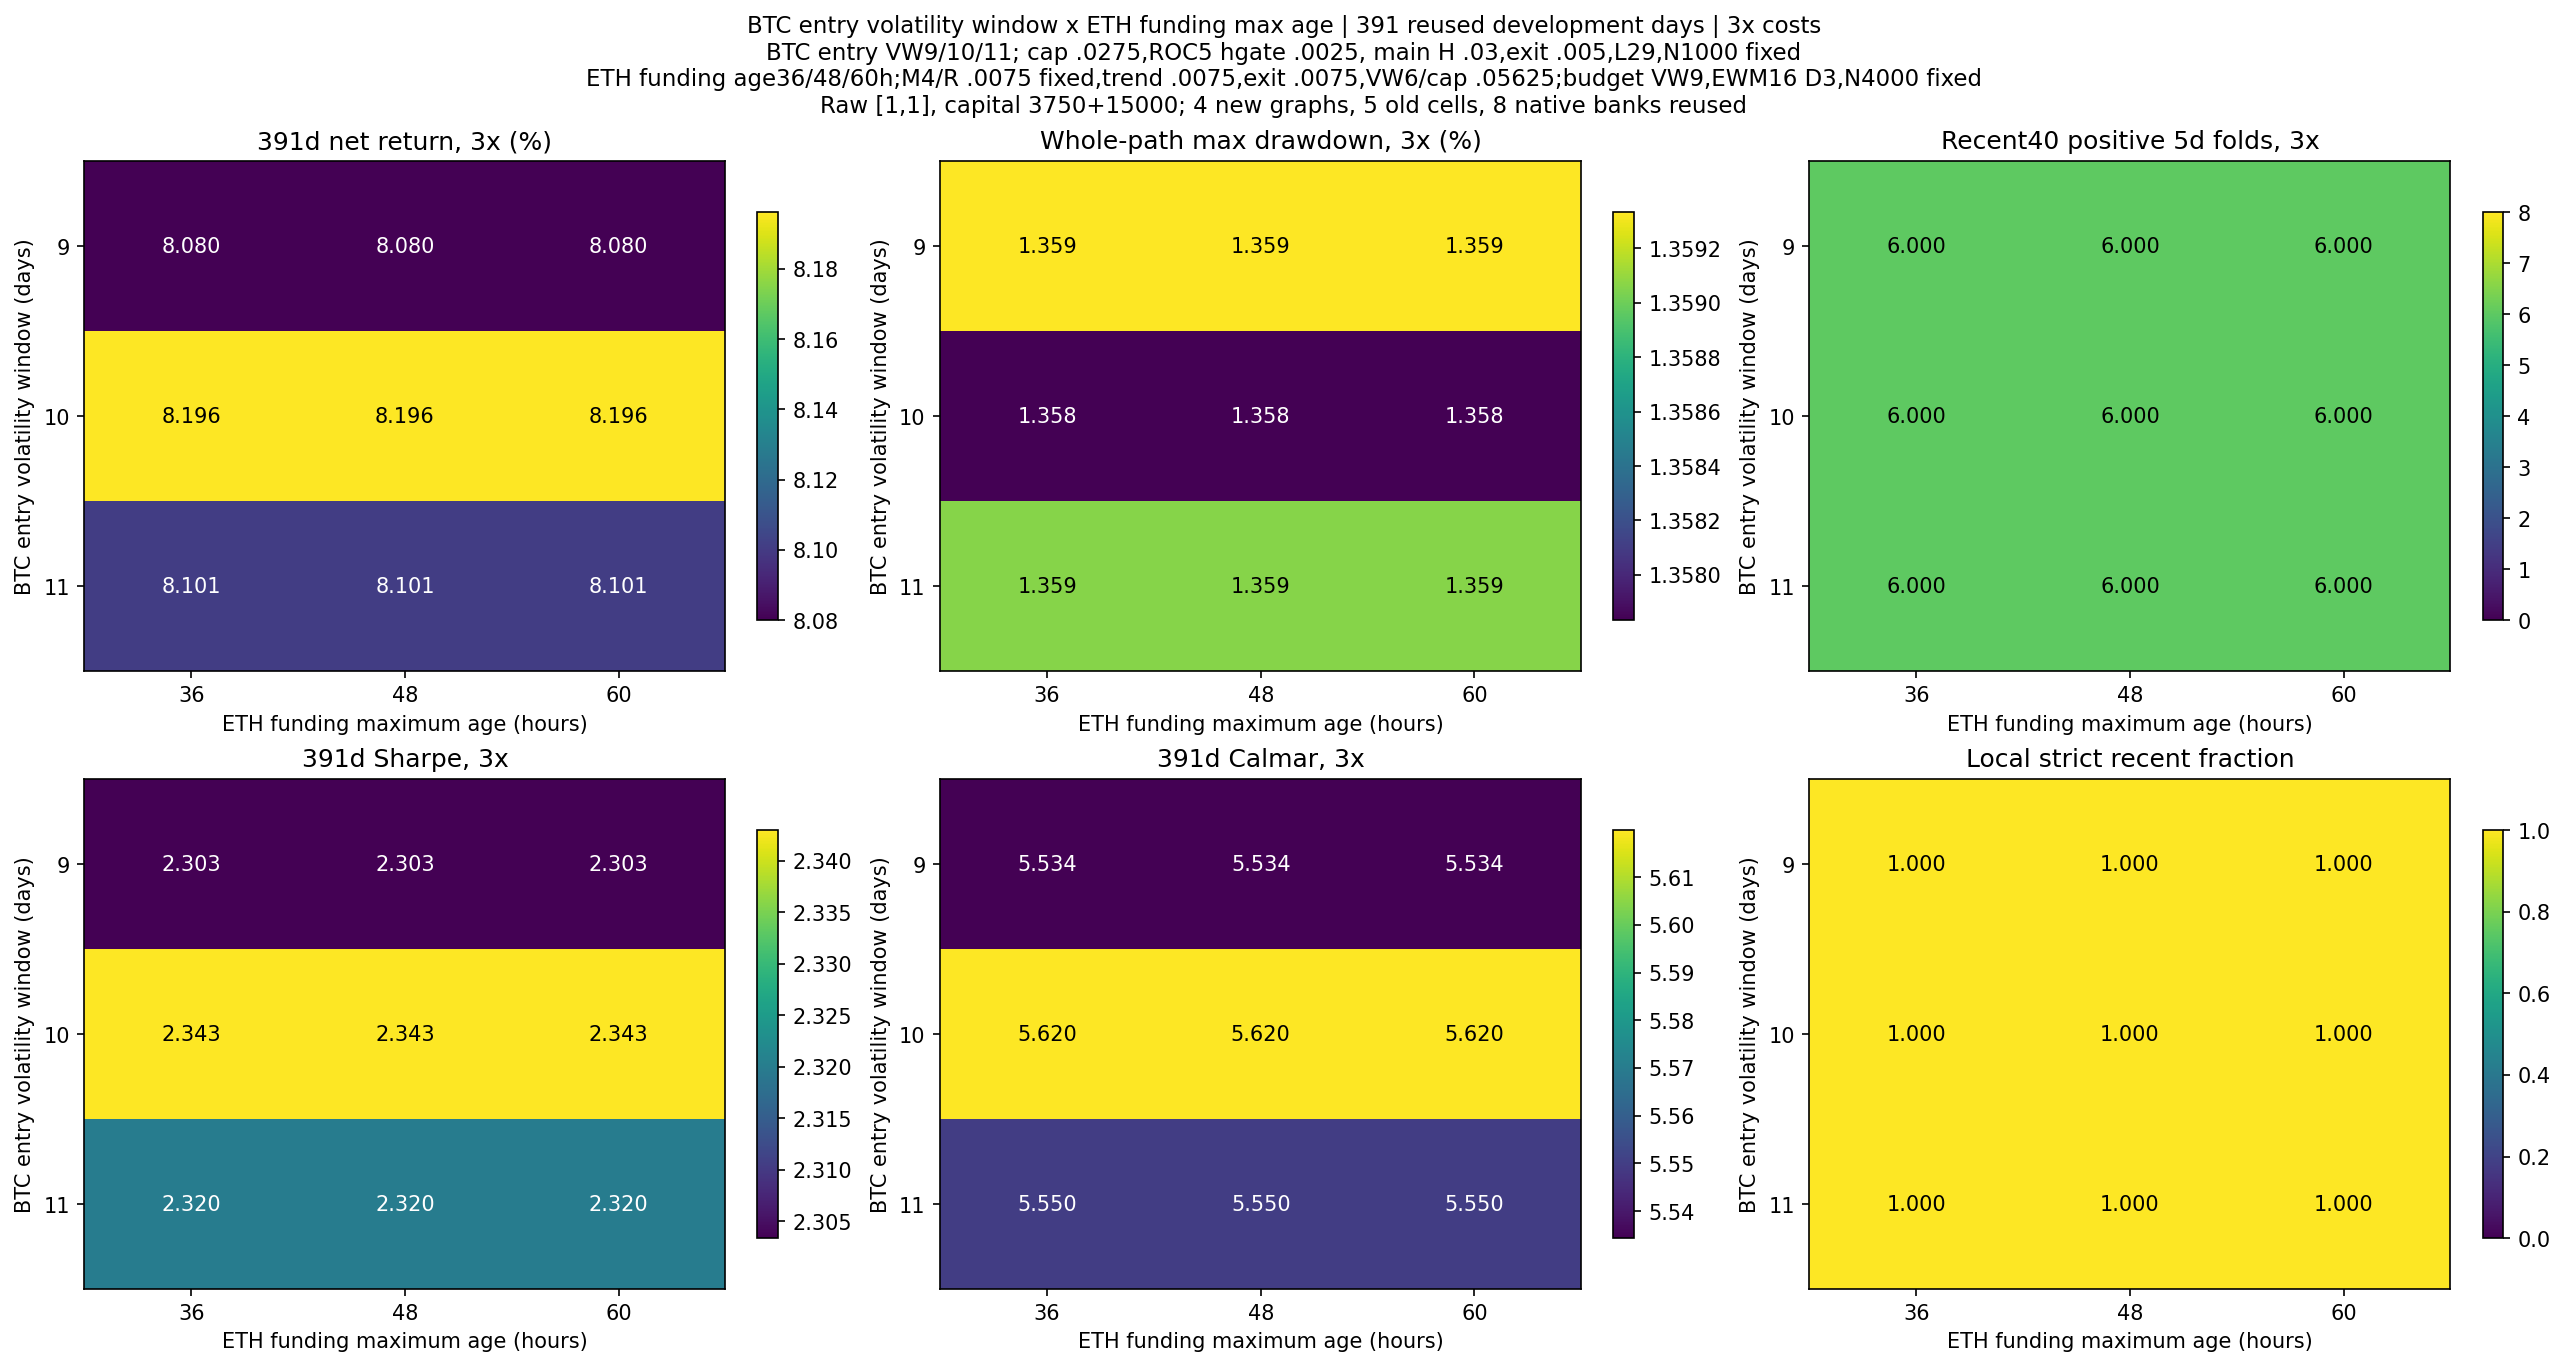 BTC entry volatility window x ETH funding max age | 391 reused development days | 3x costs
BTC entry VW9/10/11; cap .0275,ROC5 hgate .0025, main H .03,exit .005,L29,N1000 fixed
ETH funding age36/48/60h;M4/R .0075 fixed,trend .0075,exit .0075,VW6/cap .05625;budget VW9,EWM16 D3,N4000 fixed
Raw [1,1], capital 3750+15000; 4 new graphs, 5 old cells, 8 native banks reused
391d net return, 3x (%)
BTC entry volatility window (days)
9
10
11
8.080 8.080 8.080
8.196 8.196 8.196
8.101 8.101 8.101
36 48 60
ETH funding maximum age (hours)
8.18
8.16
8.14
8.12
8.10
8.08
Whole-path max drawdown, 3x (%)
BTC entry volatility window (days)
9
10
11
1.359 1.359 1.359
1.358 1.358 1.358
1.359 1.359 1.359
36 48 60
ETH funding maximum age (hours)
1.3592
1.3590
1.3588
1.3586
1.3584
1.3582
1.3580
Recent40 positive 5d folds, 3x
BTC entry volatility window (days)
9
10
11
6.000 6.000 6.000
6.000 6.000 6.000
6.000 6.000 6.000
36 48 60
ETH funding maximum age (hours)
8
7
6
5
4
3
2
1
0
391d Sharpe, 3x
BTC entry volatility window (days)
9
10
11
2.303 2.303 2.303
2.343 2.343 2.343
2.320 2.320 2.320
36 48 60
ETH funding maximum age (hours)
2.340
2.335
2.330
2.325
2.320
2.315
2.310
2.305
391d Calmar, 3x
BTC entry volatility window (days)
9
10
11
5.534 5.534 5.534
5.620 5.620 5.620
5.550 5.550 5.550
36 48 60
ETH funding maximum age (hours)
5.61
5.60
5.59
5.58
5.57
5.56
5.55
5.54
Local strict recent fraction
BTC entry volatility window (days)
9
10
11
1.000 1.000 1.000
1.000 1.000 1.000
1.000 1.000 1.000
36 48 60
ETH funding maximum age (hours)
1.0
0.8
0.6
0.4
0.2
0.0